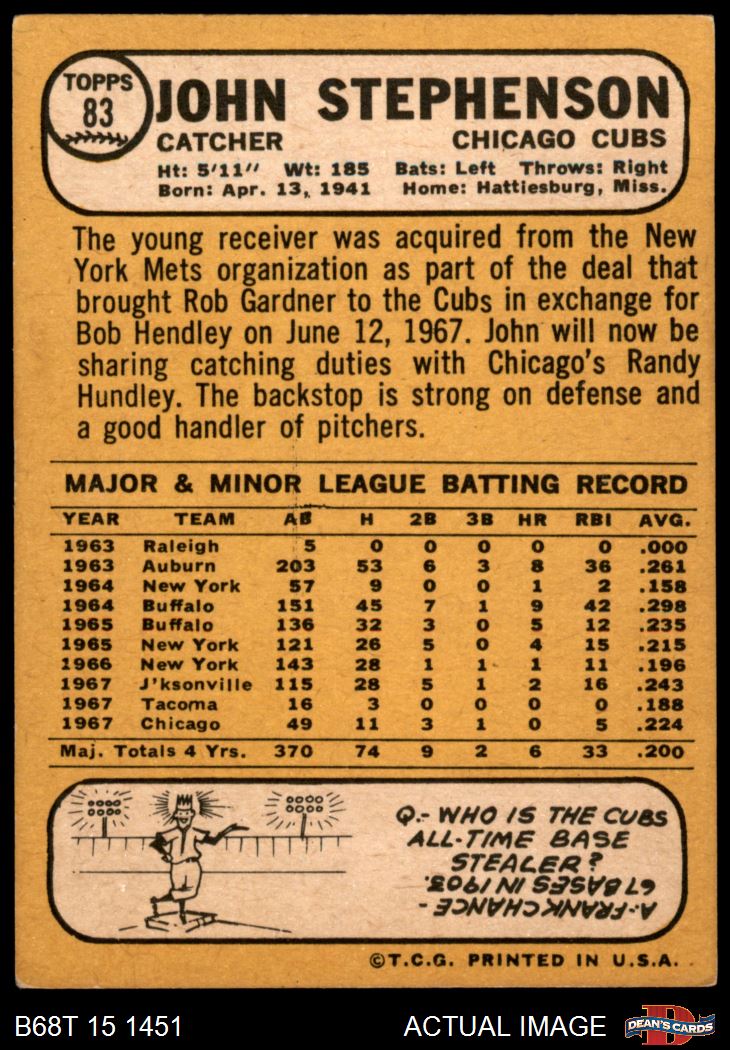 TOPPS
83
JOHN STEPHENSON
CATCHER CHICAGO CUBS
Ht: 5'11" Wt: 185 Bats: Left Throws: Right
Born: Apr. 13, 1941 Home: Hattiesburg, Miss.
The young receiver was acquired from the New
York Mets organization as part of the deal that
brought Rob Gardner to the Cubs in exchange for
Bob Hendley on June 12, 1967. John will now be
sharing catching duties with Chicago's Randy
Hundley. The backstop is strong on defense and
a good handler of pitchers.
MAJOR & MINOR LEAGUE BATTING RECORD
YEAR TEAM AB H 2B 3B HR RBI AVG.
1963 Raleigh 5 0 0 0 0 0 .000
1963 Auburn 203 53 6 3 8 36 .261
1964 New York 57 9 0 0 1 2 .158
1964 Buffalo 151 45 7 1 9 42 .298
1965 Buffalo 136 32 3 0 5 12 .235
1965 New York 121 26 5 0 4 15 .215
1966 New York 143 28 1 1 1 11 .196
1967 J'ksonville 115 28 5 1 2 16 .243
1967 Tacoma 16 3 0 0 0 0 .188
1967 Chicago 49 11 3 1 0 5 .224
Maj. Totals 4 Yrs. 370 74 9 2 6 33 .200
Q.- WHO IS THE CUBS
ALL-TIME BASE
STEALER?
A.- FRANK CHANCE -
67 BASES IN 1903.
©T.C.G. PRINTED IN U.S.A.
B68T 15 1451 ACTUAL IMAGE
D
DEAN'S CARDS